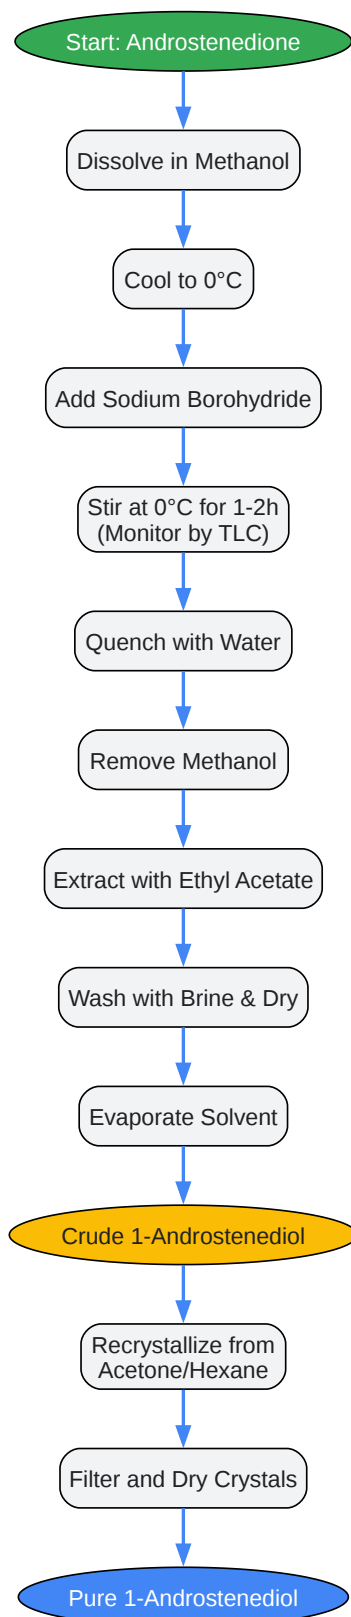 Start: Androstenedione
Dissolve in Methanol
Cool to 0°C
Add Sodium Borohydride
Stir at 0°C for 1-2h
(Monitor by TLC)
Quench with Water
Remove Methanol
Extract with Ethyl Acetate
Wash with Brine & Dry
Evaporate Solvent
Crude 1-Androstenediol
Recrystallize from
Acetone/Hexane
Filter and Dry Crystals
Pure 1-Androstenediol